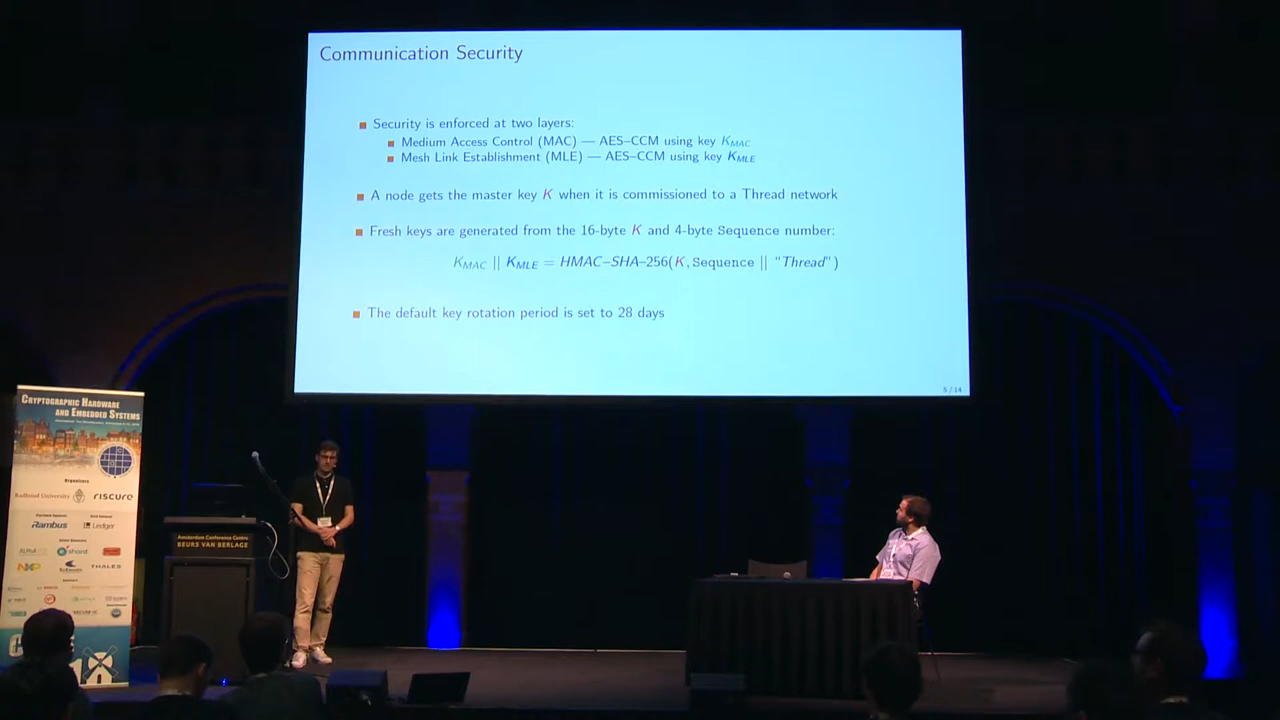 Communication Security
Security is enforced at two layers:
Medium Access Control (MAC) — AES–CCM using key K_MAC
Mesh Link Establishment (MLE) — AES–CCM using key K_MLE
A node gets the master key K when it is commissioned to a Thread network
Fresh keys are generated from the 16-byte K and 4-byte Sequence number:
K_MAC || K_MLE = HMAC–SHA–256(K, Sequence || "Thread")
The default key rotation period is set to 28 days
5 / 14
CRYPTOGRAPHIC HARDWARE
AND EMBEDDED SYSTEMS
Organizers
Radboud University
riscure
Rambus
Ledger
shard
NXP
THALES
Amsterdam Conference Centre
BEURS VAN BERLAGE